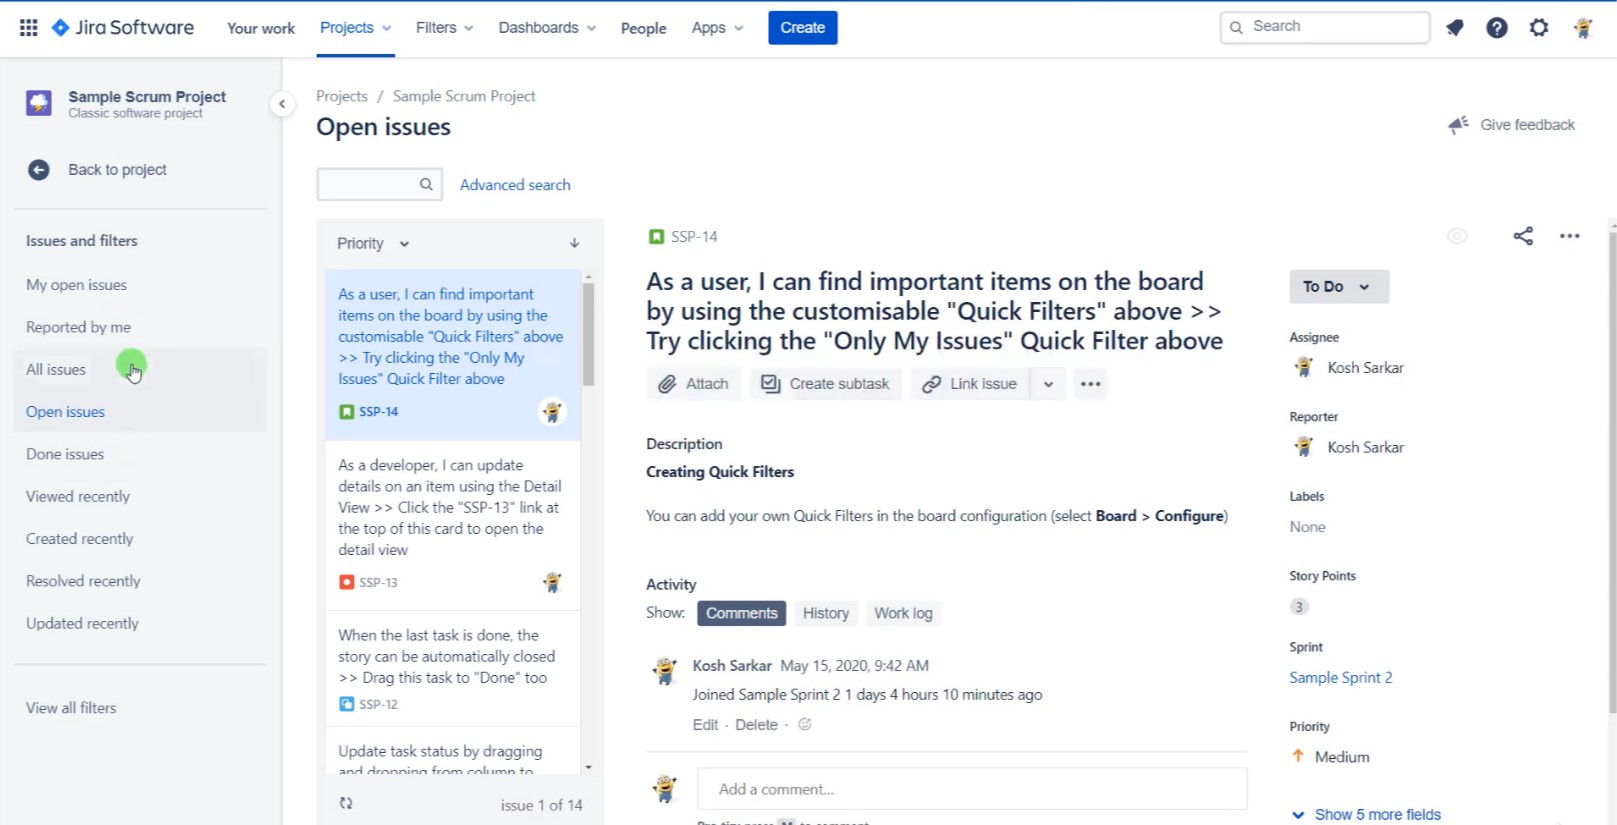 Jira Software
Your work
Projects
Filters
Dashboards
People
Apps
Create
Search
Sample Scrum Project
Classic software project
Back to project
Issues and filters
My open issues
Reported by me
All issues
Open issues
Done issues
Viewed recently
Created recently
Resolved recently
Updated recently
View all filters
Projects / Sample Scrum Project
Open issues
Give feedback
Advanced search
Priority
As a user, I can find important
items on the board by using the
customisable "Quick Filters" above
>> Try clicking the "Only My
Issues" Quick Filter above
SSP-14
As a developer, I can update
details on an item using the Detail
View >> Click the "SSP-13" link at
the top of this card to open the
detail view
SSP-13
When the last task is done, the
story can be automatically closed
>> Drag this task to "Done" too
SSP-12
Update task status by dragging
and dropping from column to
issue 1 of 14
SSP-14
As a user, I can find important items on the board
by using the customisable "Quick Filters" above >>
Try clicking the "Only My Issues" Quick Filter above
Attach
Create subtask
Link issue
Description
Creating Quick Filters
You can add your own Quick Filters in the board configuration (select Board > Configure)
Activity
Show:
Comments
History
Work log
Kosh Sarkar May 15, 2020, 9:42 AM
Joined Sample Sprint 2 1 days 4 hours 10 minutes ago
Edit · Delete ·
Add a comment...
Pro tip: press M to comment
To Do
Assignee
Kosh Sarkar
Reporter
Kosh Sarkar
Labels
None
Story Points
3
Sprint
Sample Sprint 2
Priority
Medium
Show 5 more fields